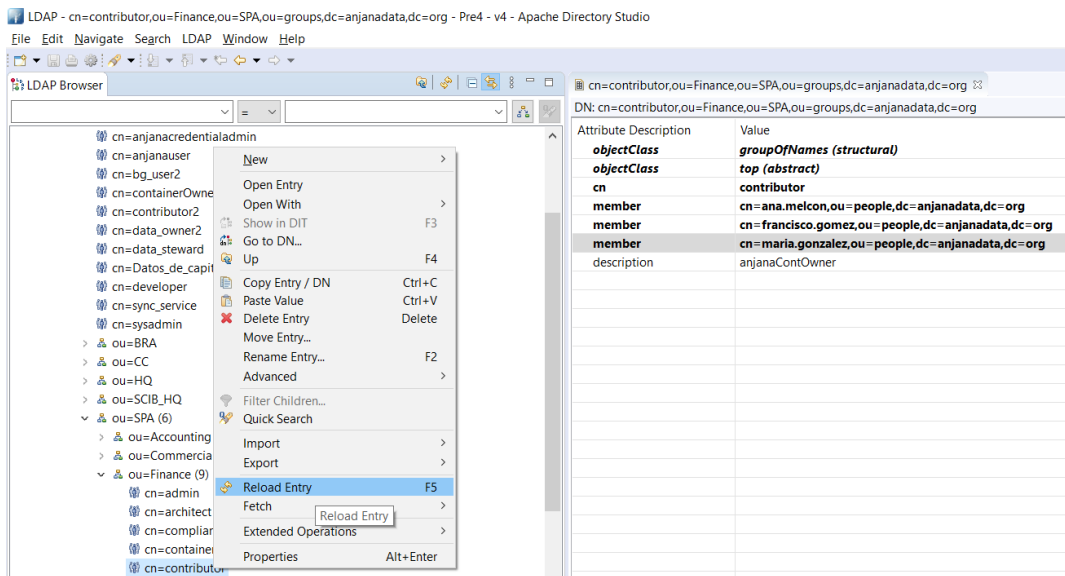 LDAP - cn=contributor,ou=Finance,ou=SPA,ou=groups,dc=anjanadata,dc=org - Pre4 - v4 - Apache Directory Studio
File Edit Navigate Search LDAP Window Help
LDAP Browser
=
cn=anjanacredentialadmin
cn=anjanauser
cn=bg_user2
cn=containerOwne
cn=contributor2
cn=data_owner2
cn=data_steward
cn=Datos_de_capit
cn=developer
cn=sync_service
cn=sysadmin
ou=BRA
ou=CC
ou=HQ
ou=SCIB_HQ
ou=SPA (6)
ou=Accounting
ou=Commercia
ou=Finance (9)
cn=admin
cn=architect
cn=complian
cn=container
cn=contributor
New
Open Entry
Open With
Show in DIT F3
Go to DN...
Up F4
Copy Entry / DN Ctrl+C
Paste Value Ctrl+V
Delete Entry Delete
Move Entry...
Rename Entry... F2
Advanced
Filter Children...
Quick Search
Import
Export
Reload Entry F5
Fetch
Reload Entry
Extended Operations
Properties Alt+Enter
cn=contributor,ou=Finance,ou=SPA,ou=groups,dc=anjanadata,dc=org
DN: cn=contributor,ou=Finance,ou=SPA,ou=groups,dc=anjanadata,dc=org
Attribute Description Value
objectClass groupOfNames (structural)
objectClass top (abstract)
cn contributor
member cn=ana.melcon,ou=people,dc=anjanadata,dc=org
member cn=francisco.gomez,ou=people,dc=anjanadata,dc=org
member cn=maria.gonzalez,ou=people,dc=anjanadata,dc=org
description anjanaContOwner